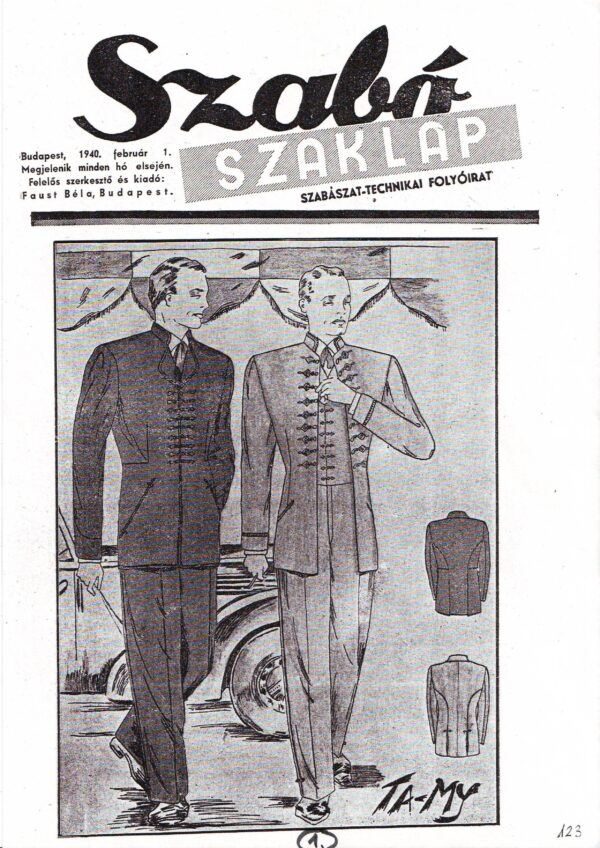 Szabó
SZAKLAP
Budapest, 1940. február 1.
Megjelenik minden hó elsején.
Felelős szerkesztő és kiadó:
Faust Béla, Budapest.
SZABÁSZAT-TECHNIKAI FOLYÓIRAT
TA-MY
1.
123